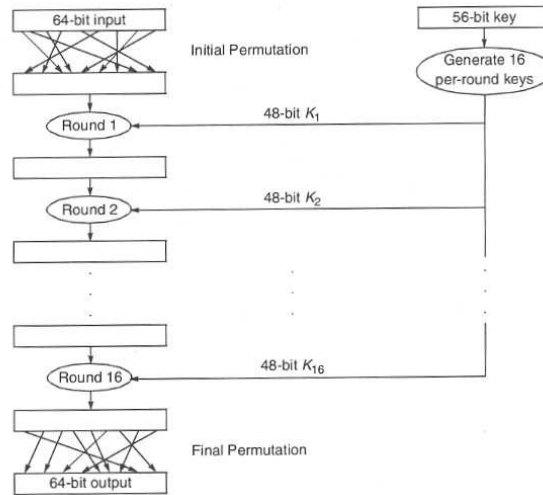 64-bit input
56-bit key
Initial Permutation
Generate 16
per-round keys
Round 1
48-bit K1
Round 2
48-bit K2
Round 16
48-bit K16
Final Permutation
64-bit output